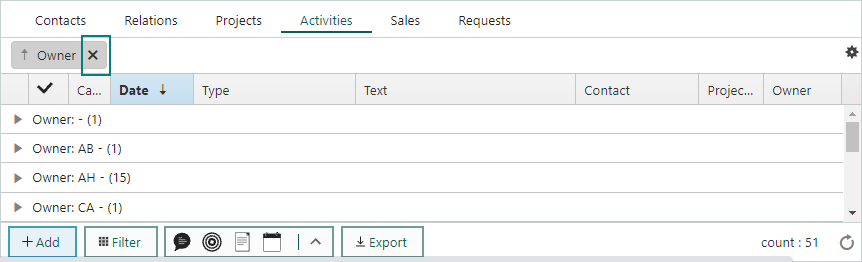 Contacts Relations Projects Activities Sales Requests
↑ Owner ✕
Ca... Date ↓ Type Text Contact Projec... Owner
Owner: - (1)
Owner: AB - (1)
Owner: AH - (15)
Owner: CA - (1)
+ Add Filter Export count : 51